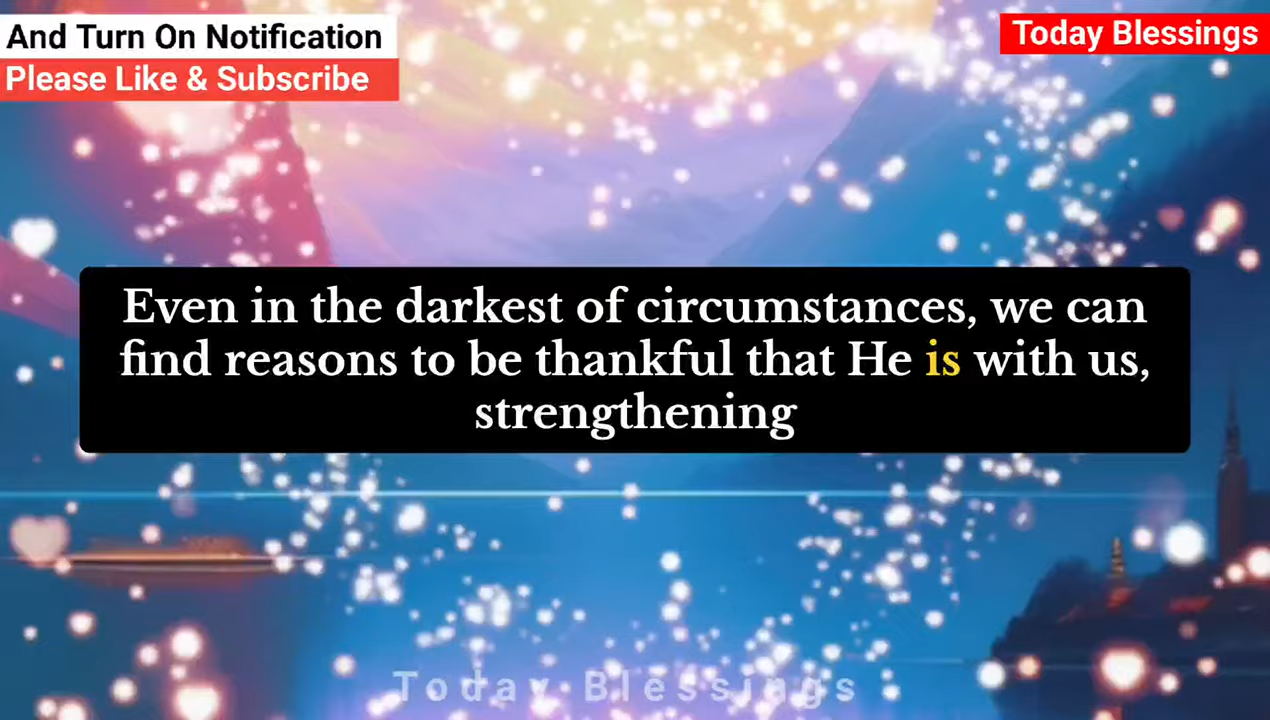 And Turn On Notification
Please Like & Subscribe
Today Blessings
Even in the darkest of circumstances, we can
find reasons to be thankful that He is with us,
strengthening
Today Blessings